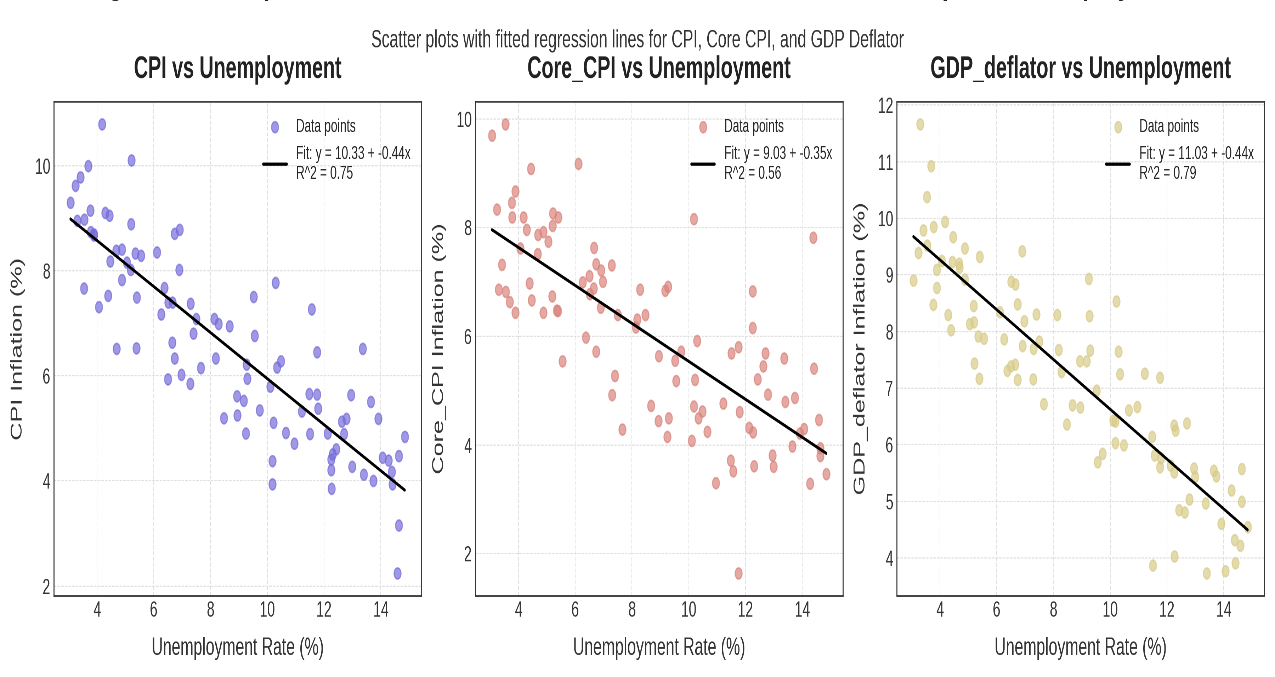 Scatter plots with fitted regression lines for CPI, Core CPI, and GDP Deflator
CPI vs Unemployment
Data points
Fit: y = 10.33 + -0.44x
R^2 = 0.75
10
8
6
4
2
4 6 8 10 12 14
CPI Inflation (%)
Unemployment Rate (%)
Core_CPI vs Unemployment
Data points
Fit: y = 9.03 + -0.35x
R^2 = 0.56
10
8
6
4
2
4 6 8 10 12 14
Core_CPI Inflation (%)
Unemployment Rate (%)
GDP_deflator vs Unemployment
Data points
Fit: y = 11.03 + -0.44x
R^2 = 0.79
12
11
10
9
8
7
6
5
4
4 6 8 10 12 14
GDP_deflator Inflation (%)
Unemployment Rate (%)